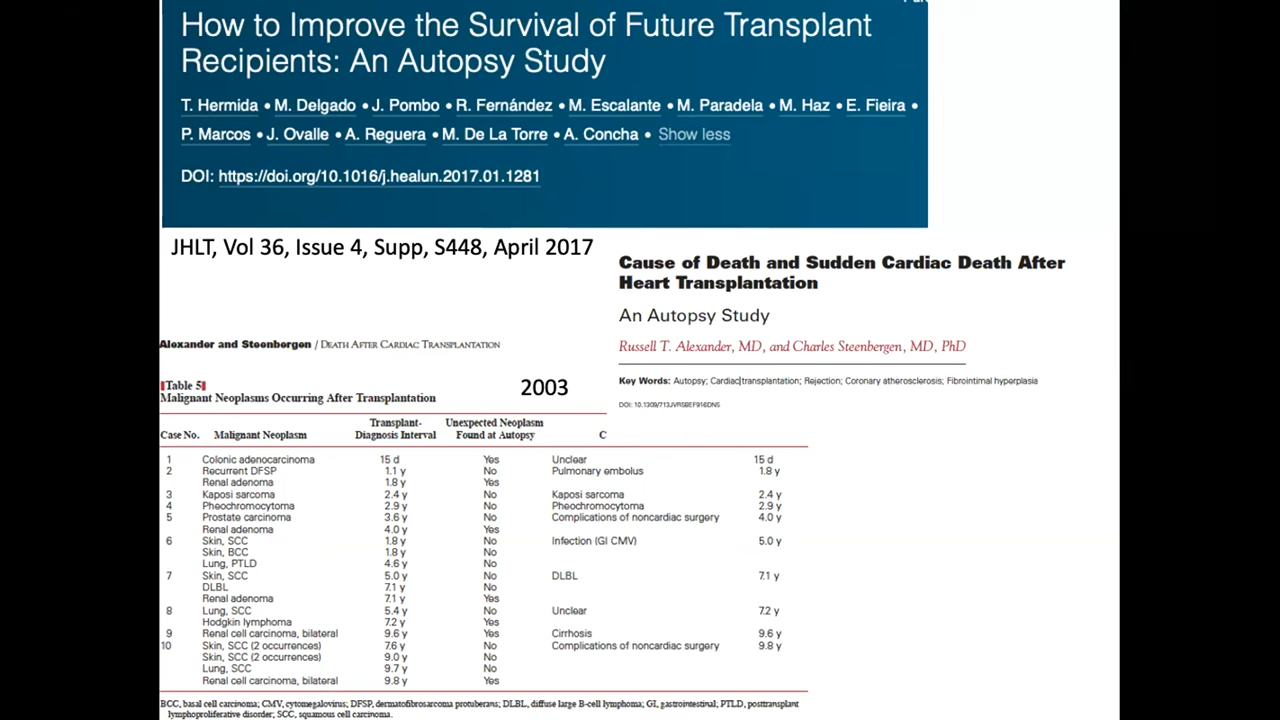 How to Improve the Survival of Future Transplant
Recipients: An Autopsy Study
T. Hermida • M. Delgado • J. Pombo • R. Fernández • M. Escalante • M. Paradela • M. Haz • E. Fieira •
P. Marcos • J. Ovalle • A. Reguera • M. De La Torre • A. Concha • Show less
DOI: https://doi.org/10.1016/j.healun.2017.01.1281
JHLT, Vol 36, Issue 4, Supp, S448, April 2017
Cause of Death and Sudden Cardiac Death After
Heart Transplantation
An Autopsy Study
Russell T. Alexander, MD, and Charles Steenbergen, MD, PhD
Key Words: Autopsy; Cardiac transplantation; Rejection; Coronary atherosclerosis; Fibrointimal hyperplasia
DOI:
Alexander and Steenbergen / DEATH AFTER CARDIAC TRANSPLANTATION
Table 5
Malignant Neoplasms Occurring After Transplantation
2003
Case No. Malignant Neoplasm Transplant-Diagnosis Interval Unexpected Neoplasm Found at Autopsy C
1 Colonic adenocarcinoma 15 d Yes Unclear 15 d
2 Recurrent DFSP 1.1 y No Pulmonary embolus 1.8 y
Renal adenoma 1.8 y Yes
3 Kaposi sarcoma 2.4 y No Kaposi sarcoma 2.4 y
4 Pheochromocytoma 2.9 y No Pheochromocytoma 2.9 y
5 Prostate carcinoma 3.6 y No Complications of noncardiac surgery 4.0 y
Renal adenoma 4.0 y Yes
6 Skin, SCC 1.8 y No Infection (GI CMV) 5.0 y
Skin, BCC 1.8 y No
Lung, PTLD 4.6 y No
7 Skin, SCC 5.0 y No DLBL 7.1 y
DLBL 7.1 y No
Renal adenoma 7.1 y Yes
8 Lung, SCC 5.4 y No Unclear 7.2 y
Hodgkin lymphoma 7.2 y Yes
9 Renal cell carcinoma, bilateral 9.6 y Yes Cirrhosis 9.6 y
10 Skin, SCC (2 occurrences) 7.6 y No Complications of noncardiac surgery 9.8 y
Skin, SCC (2 occurrences) 9.0 y No
Lung, SCC 9.7 y No
Renal cell carcinoma, bilateral 9.8 y Yes
BCC, basal cell carcinoma; CMV, cytomegalovirus; DFSP, dermatofibrosarcoma protuberans; DLBL, diffuse large B-cell lymphoma; GI, gastrointestinal; PTLD, posttransplant
lymphoproliferative disorder; SCC, squamous cell carcinoma.